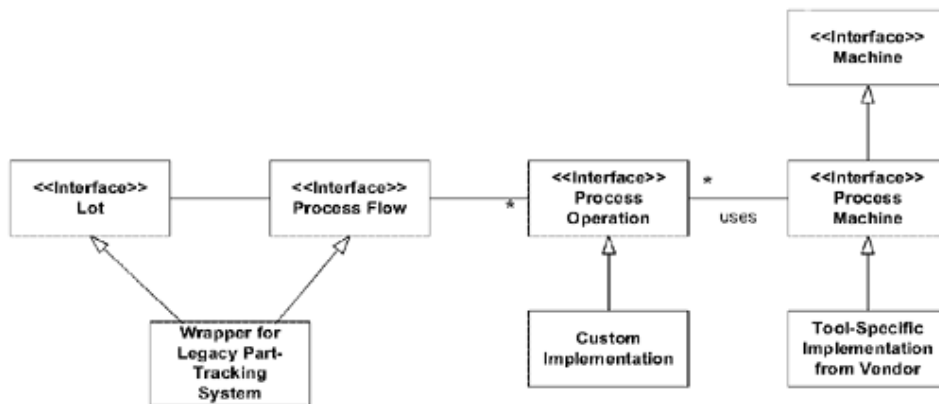 <<Interface>>
Machine
<<Interface>>
Lot
<<Interface>>
Process Flow
*
<<Interface>>
Process
Operation
*
uses
<<Interface>>
Process
Machine
Wrapper for
Legacy Part-
Tracking
System
Custom
Implementation
Tool-Specific
Implementation
from Vendor